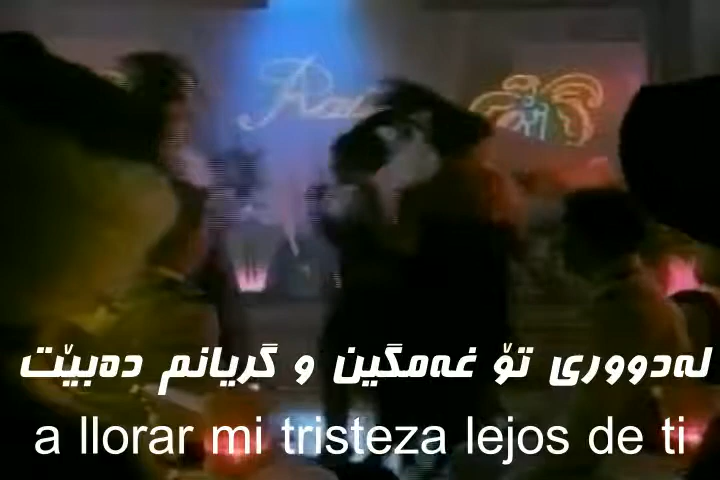 لەدووری تۆ غەمگین و گریانم دەبێت
a llorar mi tristeza lejos de ti